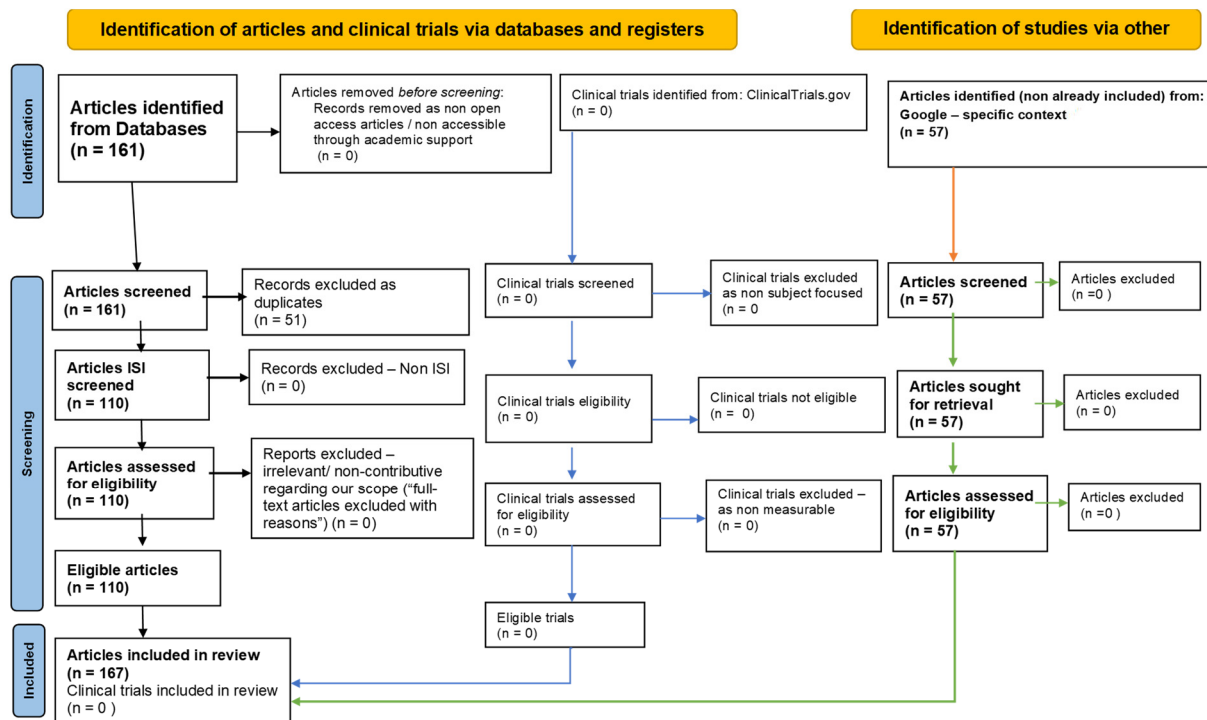 Identification of articles and clinical trials via databases and registers
Identification of studies via other
Identification
Articles identified
from Databases
(n = 161)
Articles removed before screening:
Records removed as non open
access articles / non accessible
through academic support
(n = 0)
Clinical trials identified from: ClinicalTrials.gov
(n = 0)
Articles identified (non already included) from:
Google – specific context
(n = 57)
Screening
Articles screened
(n = 161)
Records excluded as
duplicates
(n = 51)
Clinical trials screened
(n = 0)
Clinical trials excluded
as non subject focused
(n = 0
Articles screened
(n = 57)
Articles excluded
(n =0 )
Articles ISI
screened
(n = 110)
Records excluded – Non ISI
(n = 0)
Clinical trials eligibility
(n = 0)
Clinical trials not eligible
(n =  0)
Articles sought
for retrieval
(n = 57)
Articles excluded
(n = 0)
Articles assessed
for eligibility
(n = 110)
Reports excluded –
irrelevant/ non-contributive
regarding our scope (“full-
text articles excluded with
reasons”) (n = 0)
Clinical trials assessed
for eligibility
(n = 0)
Clinical trials excluded –
as non measurable
(n = 0)
Articles assessed
for eligibility
(n = 57)
Articles excluded
(n =0 )
Eligible articles
(n = 110)
Eligible trials
(n = 0)
Included
Articles included in review
(n = 167)
Clinical trials included in review
(n = 0 )